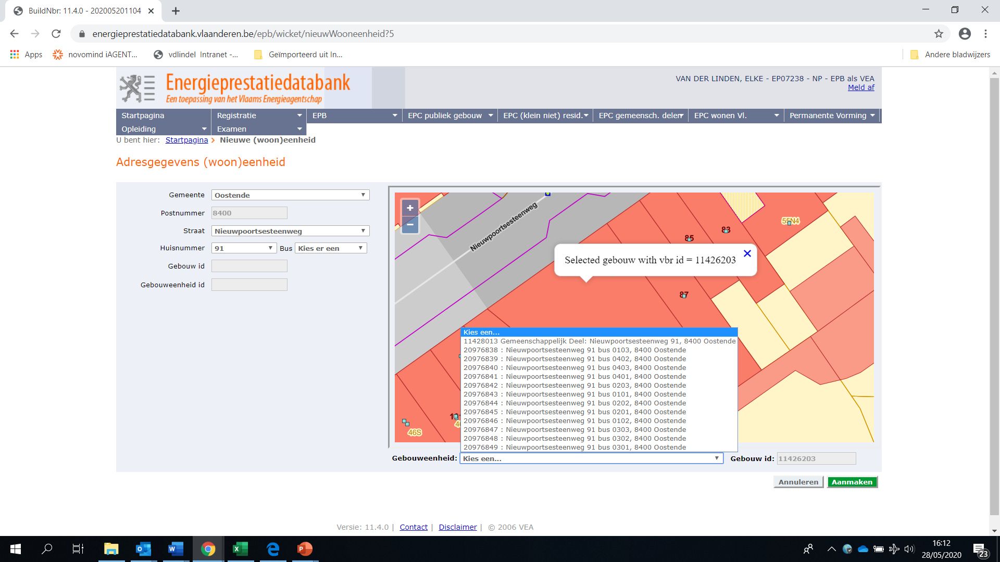 BuildNbr: 11.4.0 - 202005201104
energieprestatiedatabank.vlaanderen.be/epb/wicket/nieuwWooneenheid?5
Apps novomind iAGENT... vdlindel Intranet -... Geïmporteerd uit In... Andere bladwijzers
Energieprestatiedatabank
Een toepassing van het Vlaams Energieagentschap
VAN DER LINDEN, ELKE - EP07238 - NP - EPB als VEA
Meld af
Startpagina Registratie EPB EPC publiek gebouw EPC (klein niet) resid. EPC gemeensch. delen EPC wonen Vl. Permanente Vorming
Opleiding Examen
U bent hier: Startpagina > Nieuwe (woon)eenheid
Adresgegevens (woon)eenheid
Gemeente Oostende
Postnummer 8400
Straat Nieuwpoortsesteenweg
Huisnummer 91 Bus Kies er een
Gebouw id
Gebouweenheid id
+
−
Nieuwpoortsesteenweg
83
55N4
85
Selected gebouw with vbr id = 11426203
87
46S
Kies een...
11428013 Gemeenschappelijk Deel: Nieuwpoortsesteenweg 91, 8400 Oostende
20976838 : Nieuwpoortsesteenweg 91 bus 0103, 8400 Oostende
20976839 : Nieuwpoortsesteenweg 91 bus 0402, 8400 Oostende
20976840 : Nieuwpoortsesteenweg 91 bus 0403, 8400 Oostende
20976841 : Nieuwpoortsesteenweg 91 bus 0401, 8400 Oostende
20976842 : Nieuwpoortsesteenweg 91 bus 0203, 8400 Oostende
20976843 : Nieuwpoortsesteenweg 91 bus 0101, 8400 Oostende
20976844 : Nieuwpoortsesteenweg 91 bus 0202, 8400 Oostende
20976845 : Nieuwpoortsesteenweg 91 bus 0201, 8400 Oostende
20976846 : Nieuwpoortsesteenweg 91 bus 0102, 8400 Oostende
20976847 : Nieuwpoortsesteenweg 91 bus 0303, 8400 Oostende
20976848 : Nieuwpoortsesteenweg 91 bus 0302, 8400 Oostende
20976849 : Nieuwpoortsesteenweg 91 bus 0301, 8400 Oostende
Gebouweenheid: Kies een... Gebouw id: 11426203
Annuleren Aanmaken
Versie: 11.4.0 | Contact | Disclaimer | © 2006 VEA
16:12
28/05/2020
23